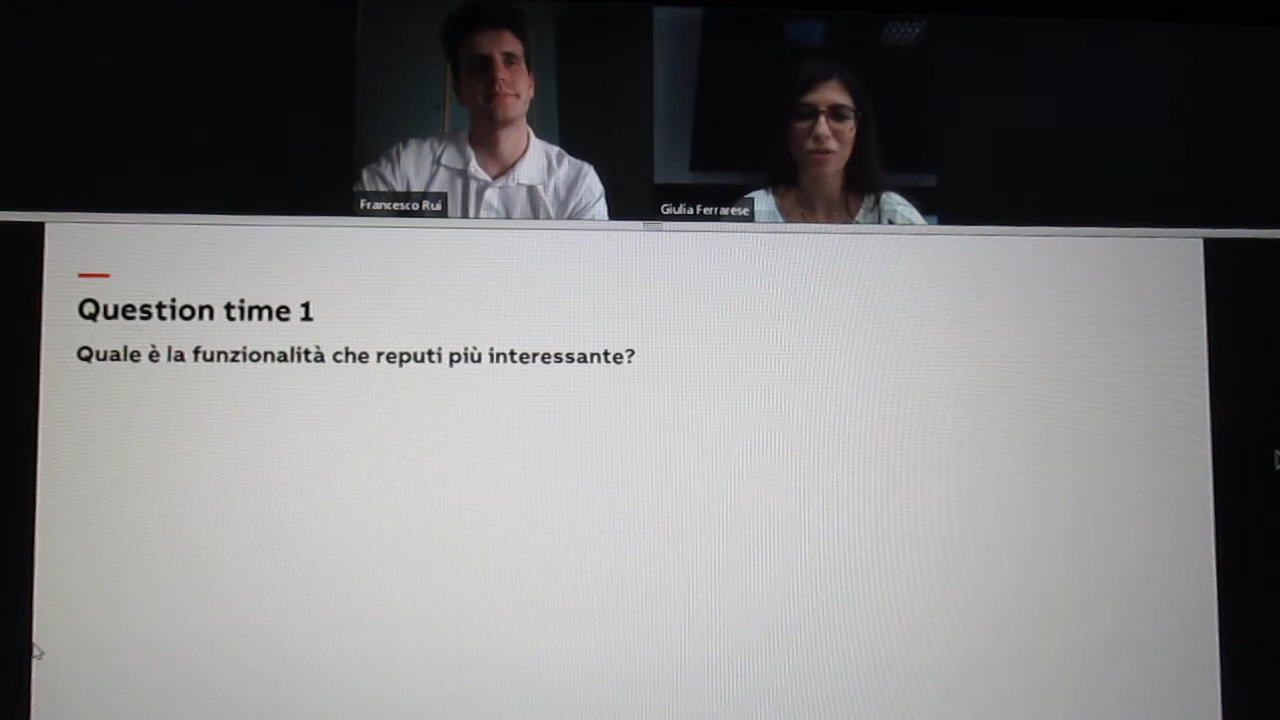 Francesco Rui
Giulia Ferrarese
Question time 1
Quale è la funzionalità che reputi più interessante?